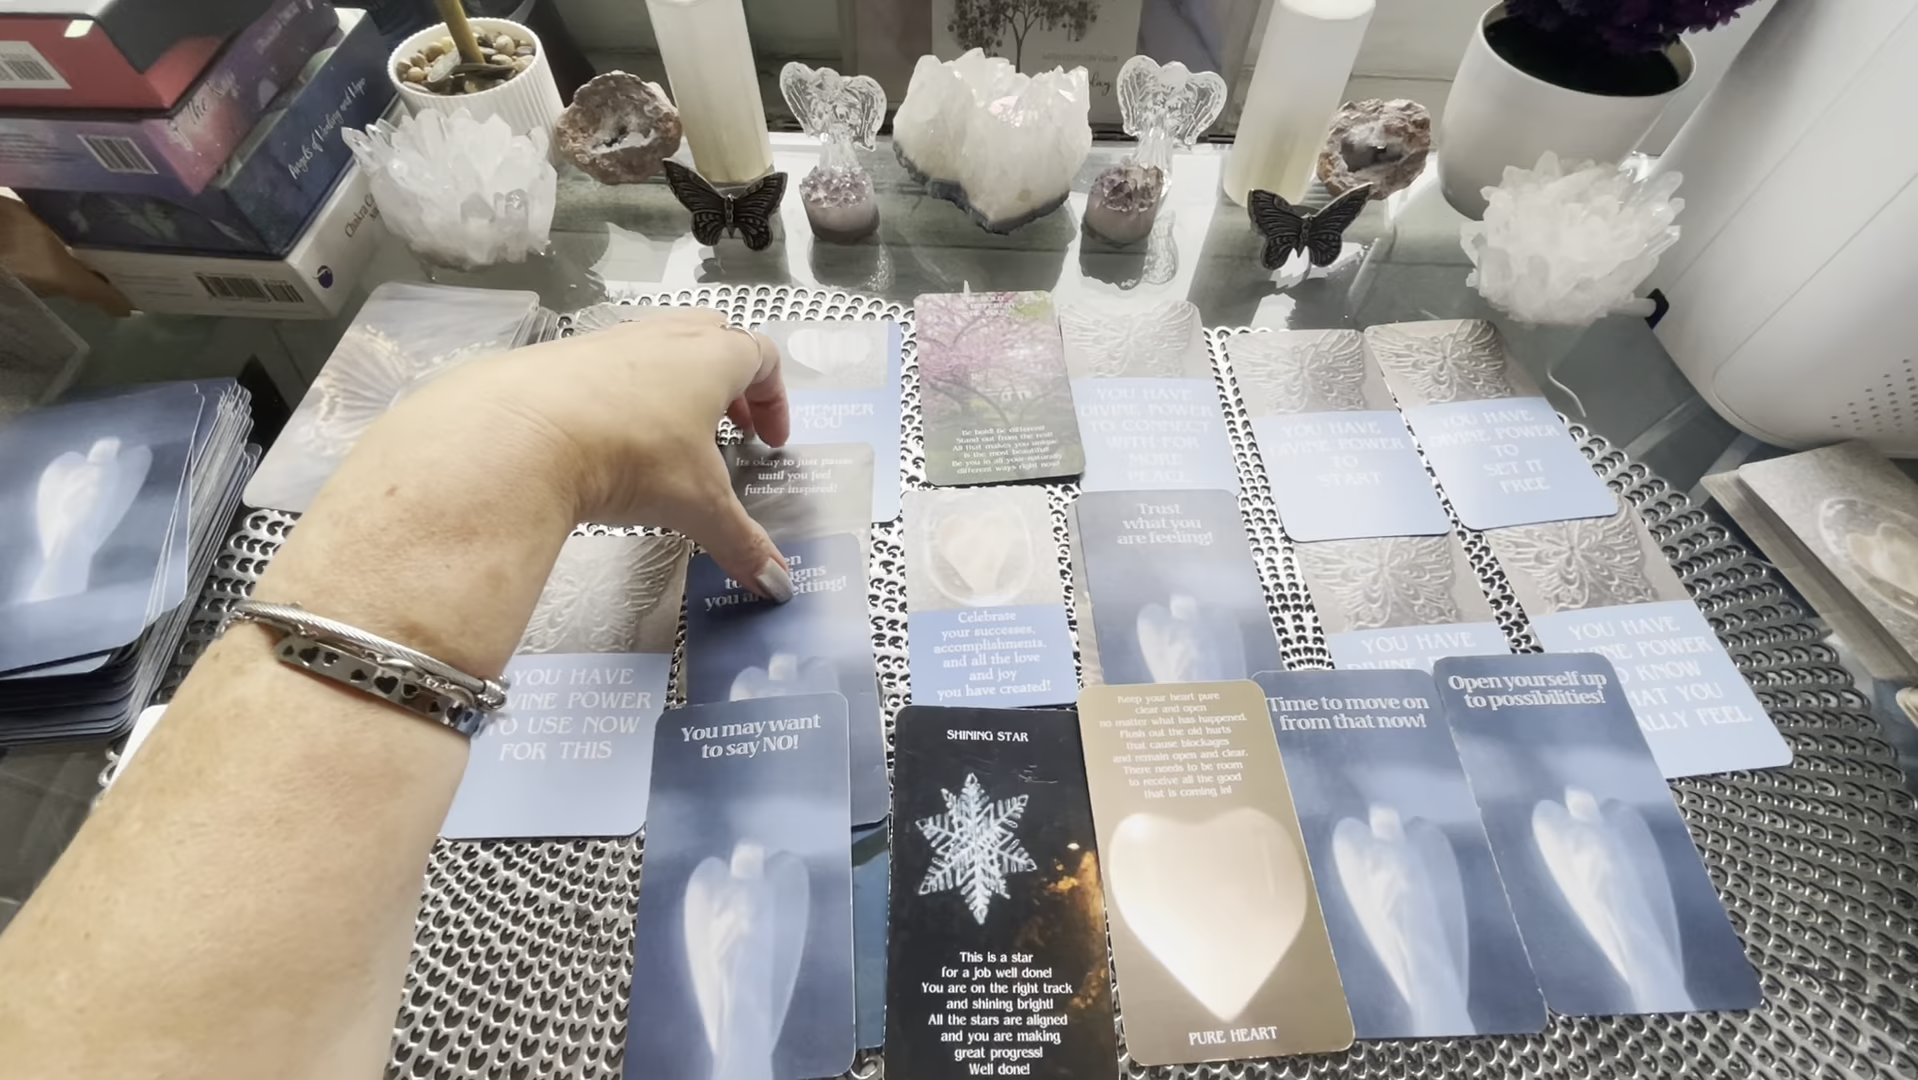 Angels of Healing and Hope
Chakra
REMEMBER
YOU
Its okay to just pause
until you feel
further inspired!
Be bold! Be different!
Stand out from the rest!
All that makes you unique
is the most beautiful!
Be you in all your naturally
different ways right now!
YOU HAVE
DIVINE POWER
TO CONNECT
WITH FOR
MORE
PEACE
YOU HAVE
DIVINE POWER
TO
START
YOU HAVE
DIVINE POWER
TO
SET IT
FREE
Celebrate
your successes,
accomplishments,
and all the love
and joy
you have created!
Trust
what you
are feeling!
YOU HAVE
DIVINE
YOU HAVE
POWER
KNOW
YOU
FEEL
YOU HAVE
DIVINE POWER
TO USE NOW
FOR THIS
signs
you getting!
You may want
to say NO!
SHINING STAR
This is a star
for a job well done!
You are on the right track
and shining bright!
All the stars are aligned
and you are making
great progress!
Well done!
Keep your heart pure
clear and open
no matter what has happened.
Flush out the old hurts
that cause blockages
and remain open and clear.
There needs to be room
to receive all the good
that is coming in!
PURE HEART
Time to move on
from that now!
Open yourself up
to possibilities!